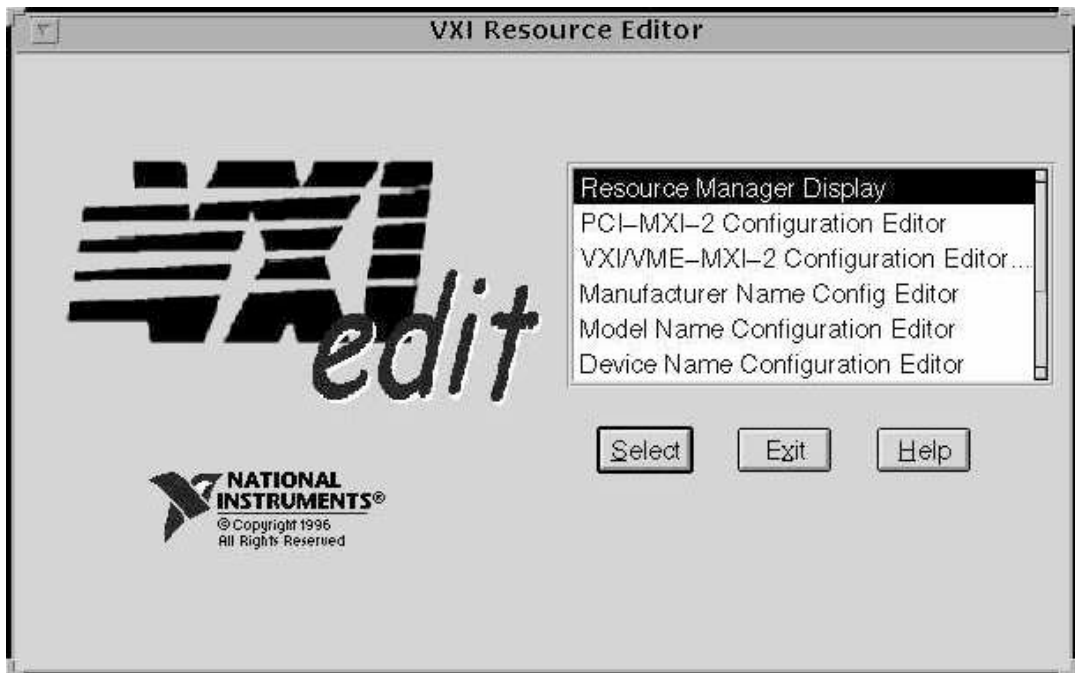 VXI Resource Editor
VXI
edit
Resource Manager Display
PCI–MXI–2 Configuration Editor
VXI/VME–MXI–2 Configuration Editor...
Manufacturer Name Config Editor
Model Name Configuration Editor
Device Name Configuration Editor
Select Exit Help
NATIONAL
INSTRUMENTS®
© Copyright 1996
All Rights Reserved